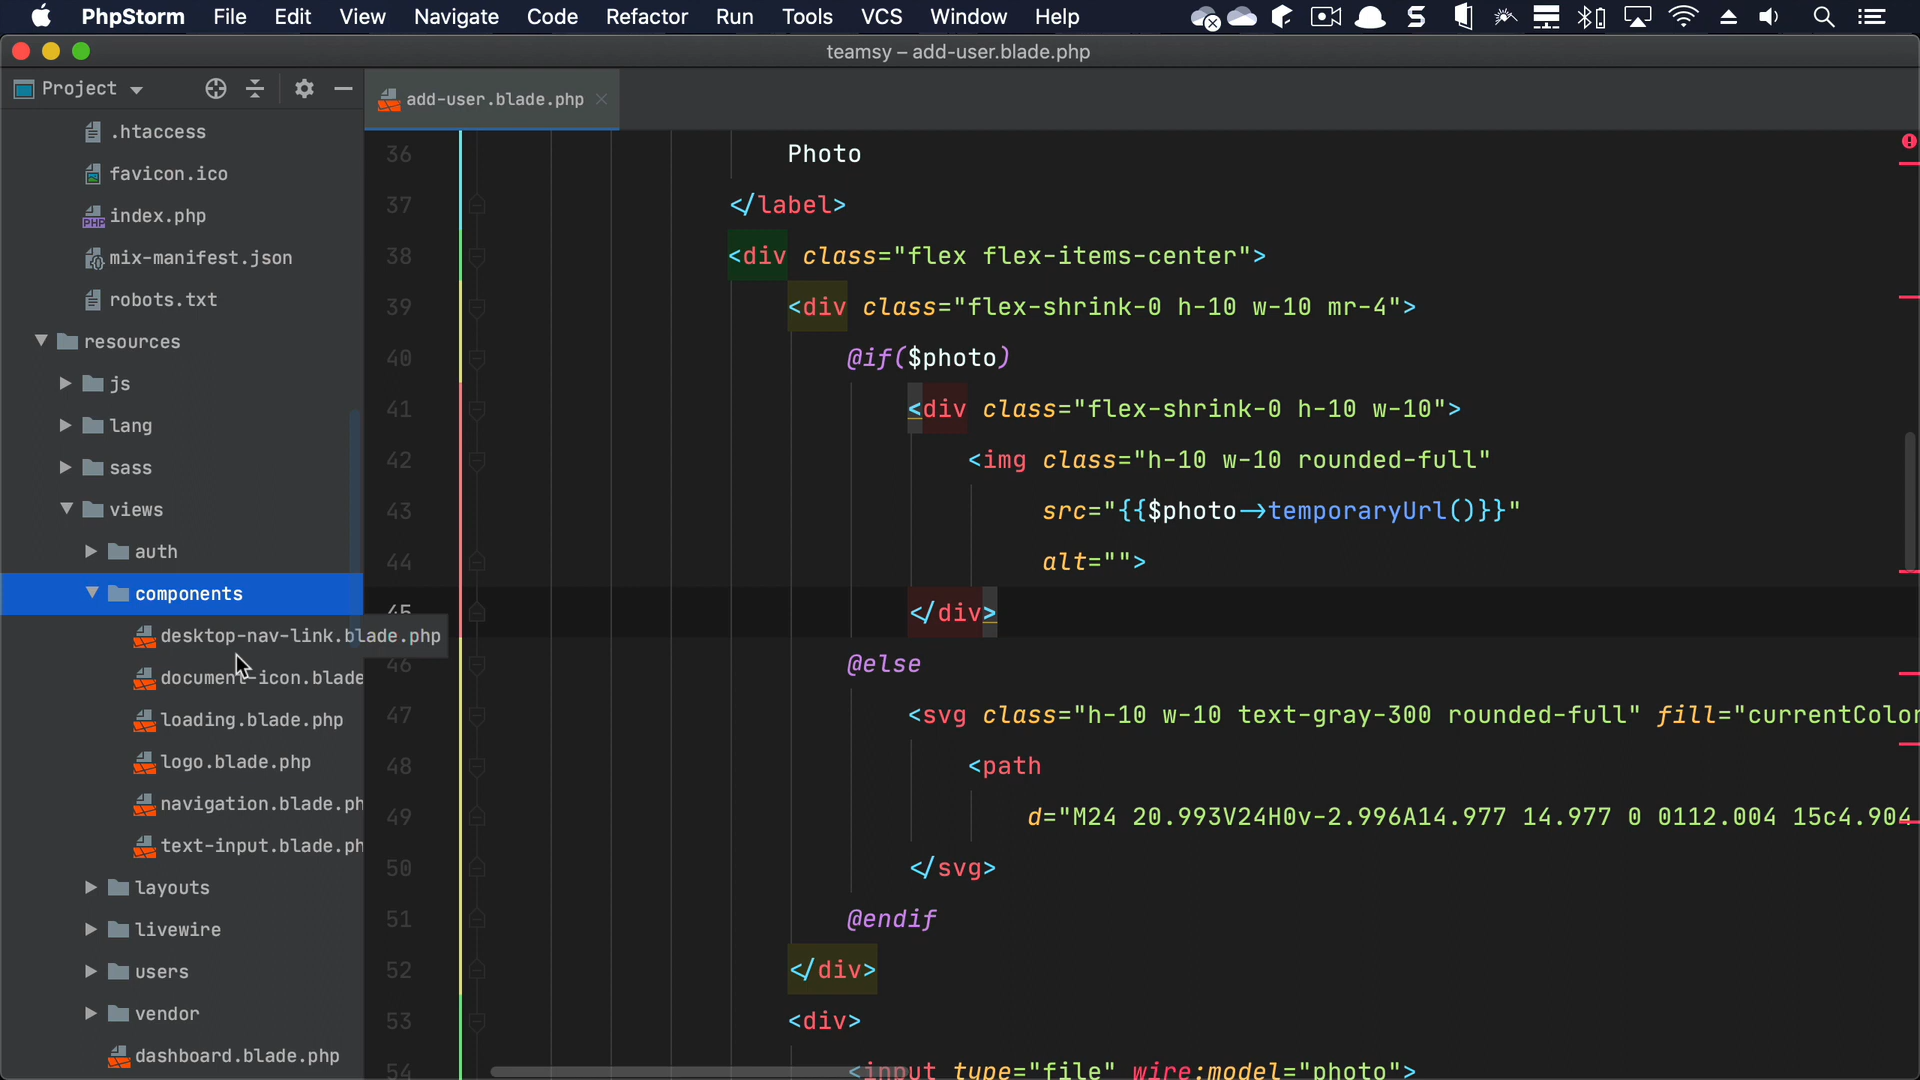 PhpStorm File Edit View Navigate Code Refactor Run Tools VCS Window Help
teamsy – add-user.blade.php
Project
add-user.blade.php
.htaccess
favicon.ico
index.php
mix-manifest.json
robots.txt
resources
js
lang
sass
views
auth
components
desktop-nav-link.blade.php
document-icon.blade
loading.blade.php
logo.blade.php
navigation.blade.ph
text-input.blade.ph
layouts
livewire
users
vendor
dashboard.blade.php
36 Photo
37 </label>
38 <div class="flex flex-items-center">
39 <div class="flex-shrink-0 h-10 w-10 mr-4">
40 @if($photo)
41 <div class="flex-shrink-0 h-10 w-10">
42 <img class="h-10 w-10 rounded-full"
43 src="{{$photo->temporaryUrl()}}"
44 alt="">
45 </div>
46 @else
47 <svg class="h-10 w-10 text-gray-300 rounded-full" fill="currentColor
48 <path
49 d="M24 20.993V24H0v-2.996A14.977 14.977 0 0112.004 15c4.904
50 </svg>
51 @endif
52 </div>
53 <div>
54 <input type="file" wire:model="photo">